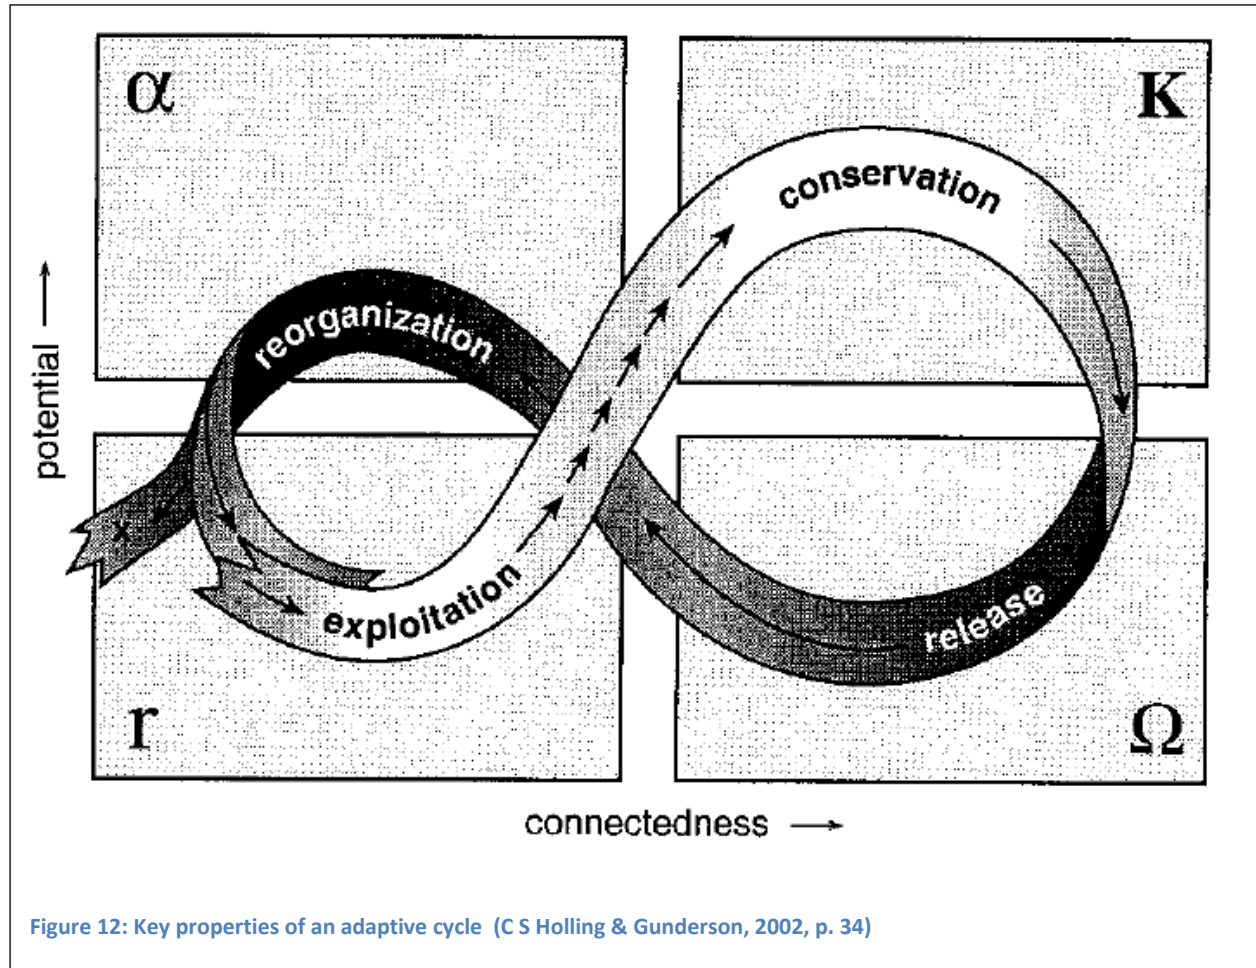 α
K
conservation
reorganization
potential →
x
exploitation
release
r
Ω
connectedness →
Figure 12: Key properties of an adaptive cycle (C S Holling & Gunderson, 2002, p. 34)